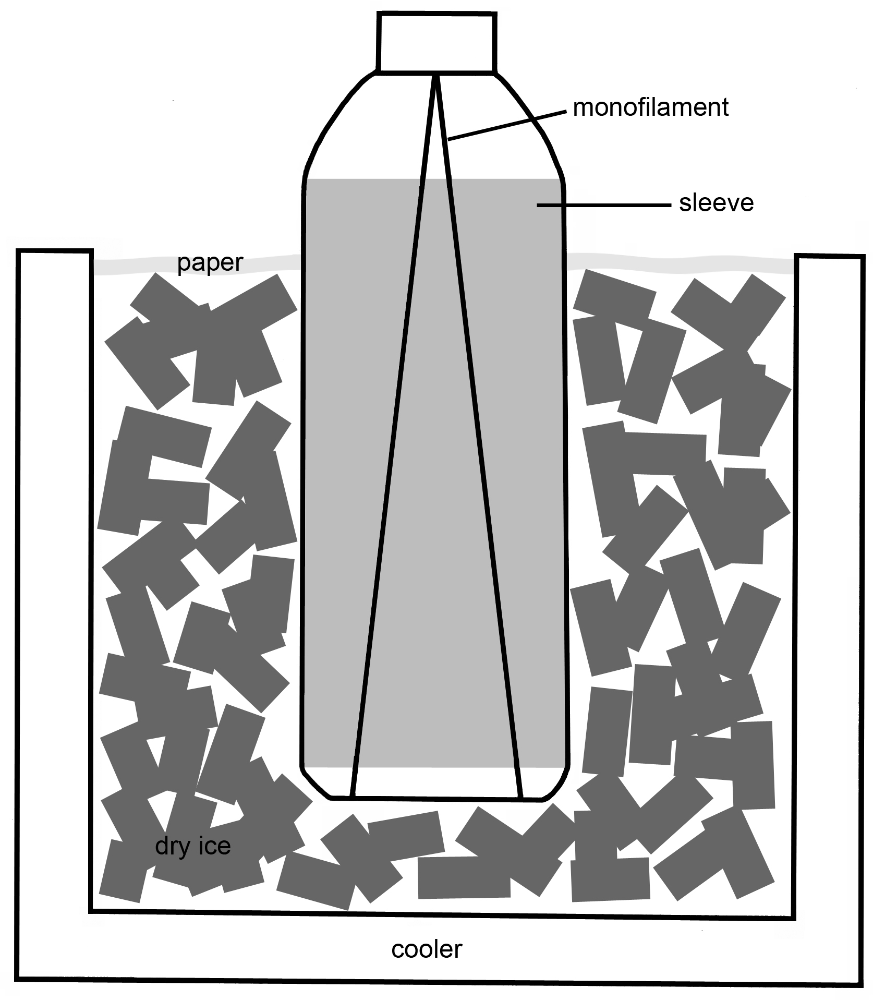 monofilament
sleeve
paper
dry ice
cooler